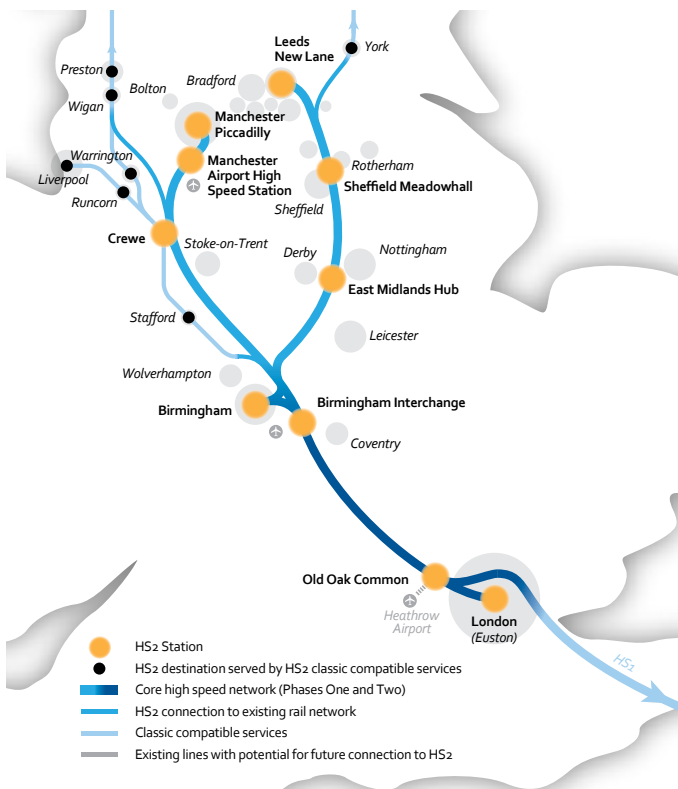 Leeds
New Lane
York
Preston
Bolton
Bradford
Wigan
Manchester
Piccadilly
Warrington
Manchester
Airport High
Speed Station
Rotherham
Liverpool
Sheffield Meadowhall
Runcorn
Sheffield
Crewe
Stoke-on-Trent
Derby
Nottingham
East Midlands Hub
Stafford
Leicester
Wolverhampton
Birmingham
Birmingham Interchange
Coventry
Old Oak Common
Heathrow
Airport
London
(Euston)
HS1
HS2 Station
HS2 destination served by HS2 classic compatible services
Core high speed network (Phases One and Two)
HS2 connection to existing rail network
Classic compatible services
Existing lines with potential for future connection to HS2